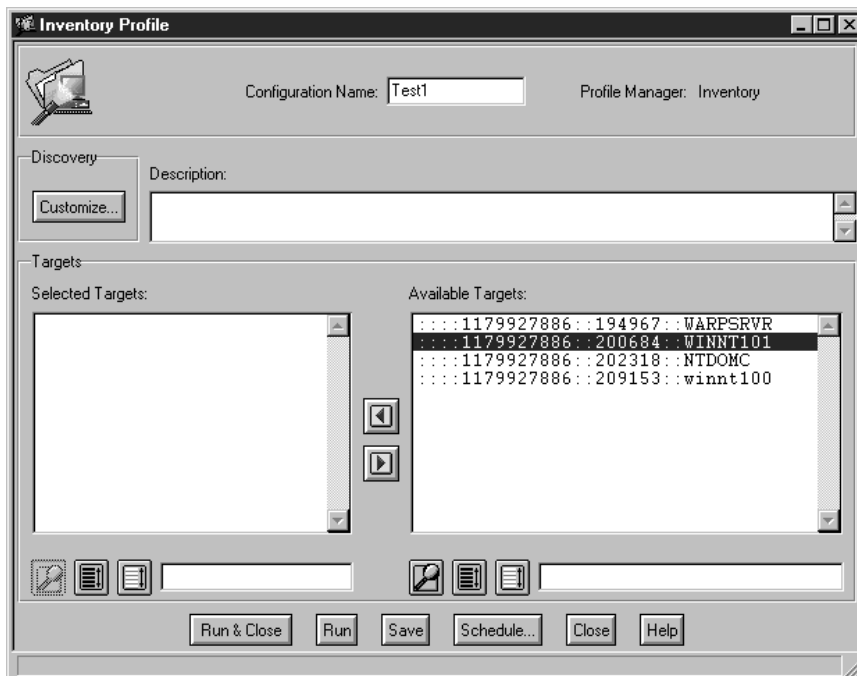 Inventory Profile
Configuration Name: Test1 Profile Manager: Inventory
Discovery
Customize...
Description:
Targets
Selected Targets:
Available Targets:
::::1179927886::194967::WARPSRVR
::::1179927886::200684::WINNT101
::::1179927886::202318::NTDOMC
::::1179927886::209153::winnt100
Run & Close Run Save Schedule... Close Help